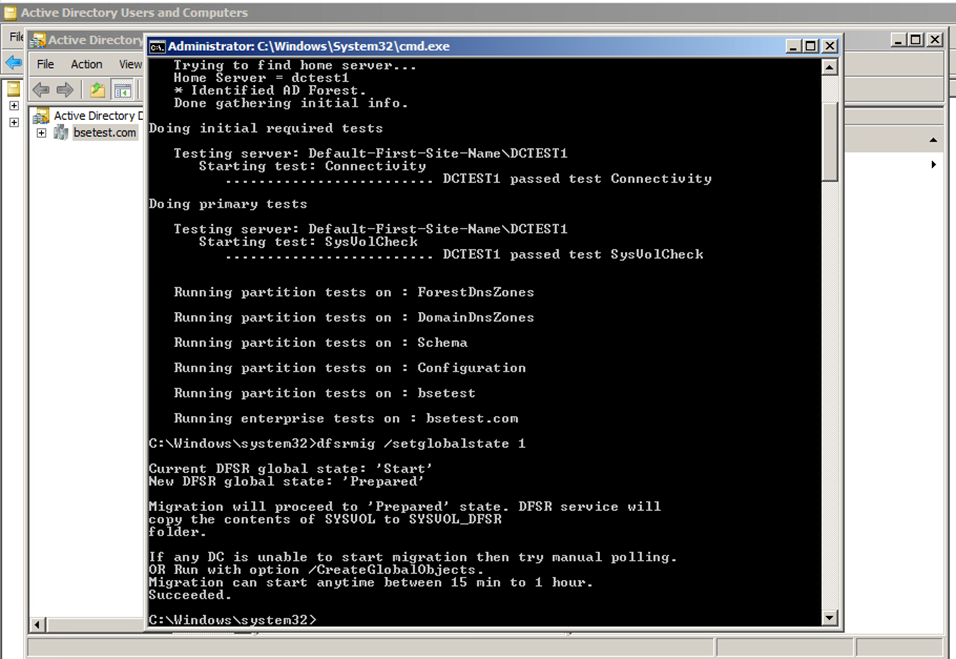 Active Directory Users and Computers
File
Active Directory
File Action View
Active Directory
bsetest.com
Administrator: C:\Windows\System32\cmd.exe
Trying to find home server...
Home Server = dctest1
* Identified AD Forest.
Done gathering initial info.
Doing initial required tests
Testing server: Default-First-Site-Name\DCTEST1
Starting test: Connectivity
......................... DCTEST1 passed test Connectivity
Doing primary tests
Testing server: Default-First-Site-Name\DCTEST1
Starting test: SysVolCheck
......................... DCTEST1 passed test SysVolCheck
Running partition tests on : ForestDnsZones
Running partition tests on : DomainDnsZones
Running partition tests on : Schema
Running partition tests on : Configuration
Running partition tests on : bsetest
Running enterprise tests on : bsetest.com
C:\Windows\system32>dfsrmig /setglobalstate 1
Current DFSR global state: 'Start'
New DFSR global state: 'Prepared'
Migration will proceed to 'Prepared' state. DFSR service will
copy the contents of SYSVOL to SYSVOL_DFSR
folder.
If any DC is unable to start migration then try manual polling.
OR Run with option /CreateGlobalObjects.
Migration can start anytime between 15 min to 1 hour.
Succeeded.
C:\Windows\system32>